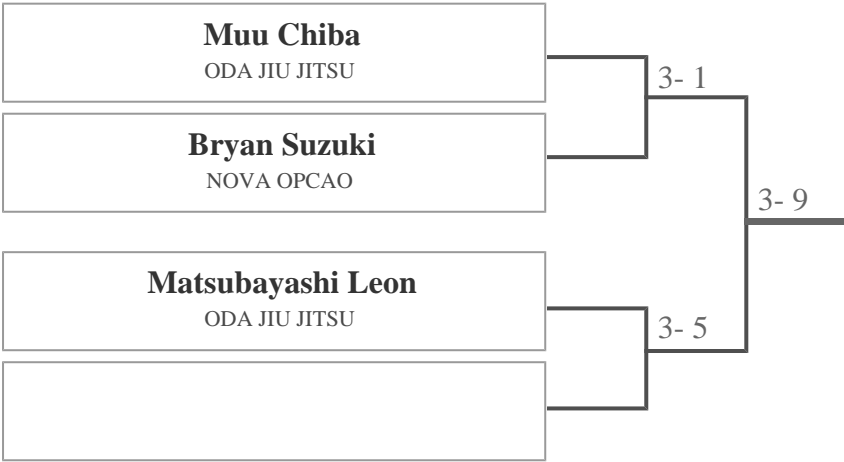 Muu Chiba
ODA JIU JITSU
3- 1
Bryan Suzuki
NOVA OPCAO
3- 9
Matsubayashi Leon
ODA JIU JITSU
3- 5